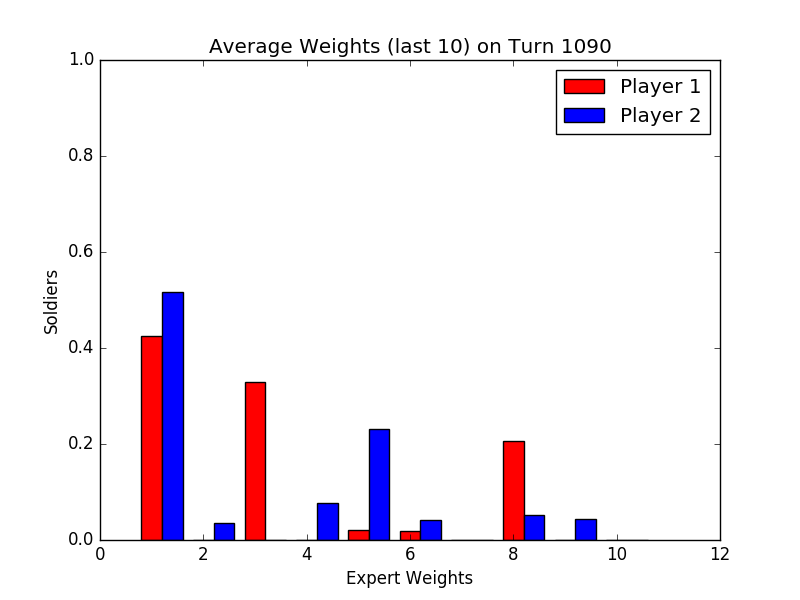 Average Weights (last 10) on Turn 1090
1.0
0.8
0.6
0.4
0.2
0.0
Soldiers
Player 1
Player 2
0 2 4 6 8 10 12
Expert Weights